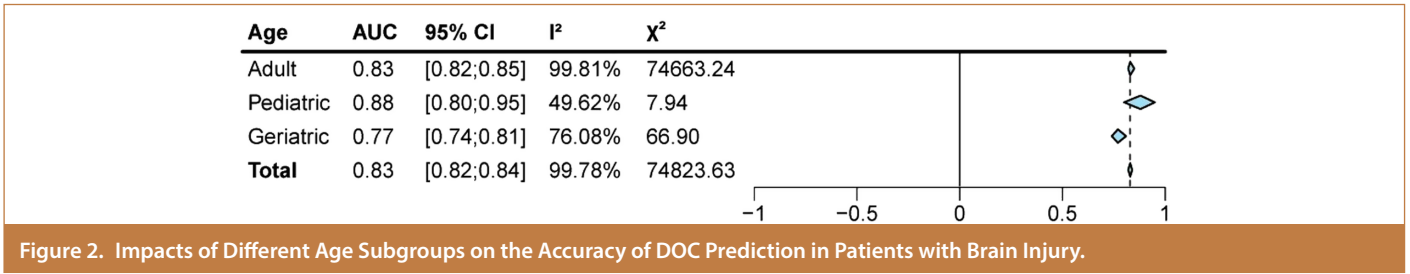 Age AUC 95% CI I² χ²
Adult 0.83 [0.82;0.85] 99.81% 74663.24
Pediatric 0.88 [0.80;0.95] 49.62% 7.94
Geriatric 0.77 [0.74;0.81] 76.08% 66.90
Total 0.83 [0.82;0.84] 99.78% 74823.63
−1 −0.5 0 0.5 1
Figure 2. Impacts of Different Age Subgroups on the Accuracy of DOC Prediction in Patients with Brain Injury.